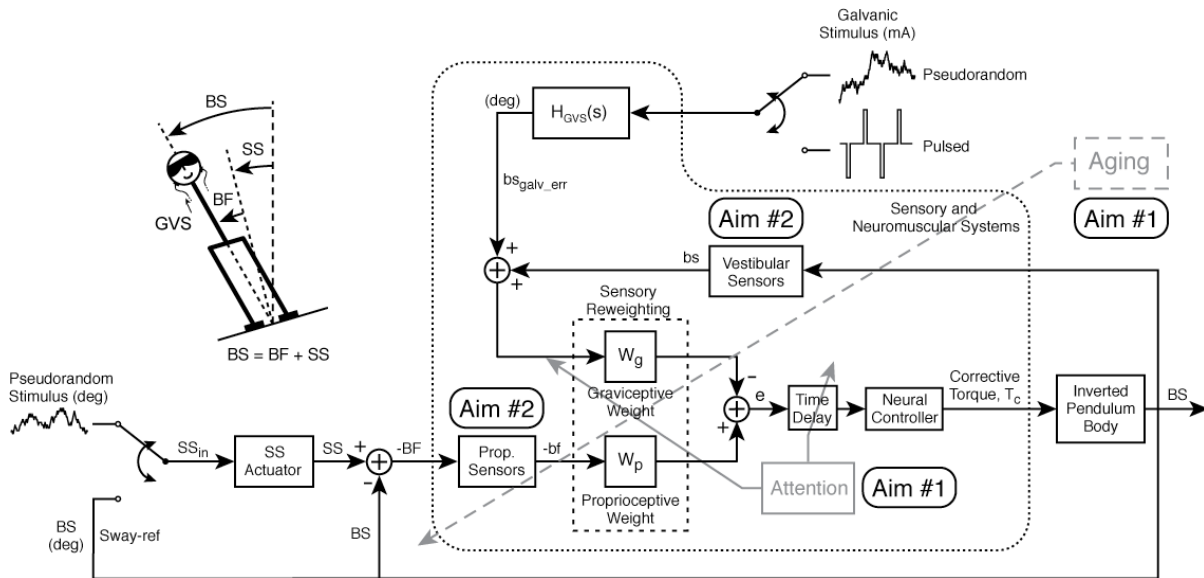 Galvanic
Stimulus (mA)
Pseudorandom
Pulsed
(deg)
H_GVS(s)
bs_galv_err
BS
SS
BF
GVS
BS = BF + SS
Aging
Aim #1
Aim #2
Sensory and
Neuromuscular Systems
bs
Vestibular
Sensors
+
+
Sensory
Reweighting
W_g
Graviceptive
Weight
−
+
e
Time
Delay
Neural
Controller
Corrective
Torque, T_c
Inverted
Pendulum
Body
BS
Pseudorandom
Stimulus (deg)
SS_in
SS
Actuator
SS
+
−
-BF
Aim #2
Prop.
Sensors
-bf
W_p
Proprioceptive
Weight
Attention
Aim #1
BS
(deg)
Sway-ref
BS